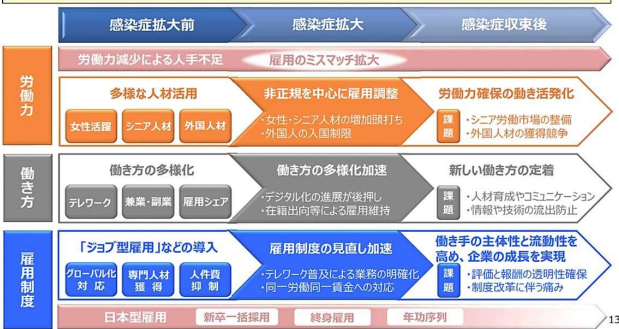 感染症拡大前
感染症拡大
感染症収束後
労働力減少による人手不足
雇用のミスマッチ拡大
労働力
多様な人材活用
女性活躍
シニア人材
外国人材
非正規を中心に雇用調整
・女性・シニア人材の増加頭打ち
・外国人の入国制限
労働力確保の動き活発化
課題
・シニア労働市場の整備
・外国人材の獲得競争
働き方
働き方の多様化
テレワーク
兼業・副業
雇用シェア
働き方の多様化加速
・デジタル化の進展が後押し
・在籍出向等による雇用維持
新しい働き方の定着
課題
・人材育成やコミュニケーション
・情報や技術の流出防止
雇用制度
「ジョブ型雇用」などの導入
グローバル化
対応
専門人材
獲得
人件費
抑制
雇用制度の見直し加速
・テレワーク普及による業務の明確化
・同一労働同一賃金への対応
働き手の主体性と流動性を
高め、企業の成長を実現
課題
・評価と報酬の透明性確保
・制度改革に伴う痛み
日本型雇用
新卒一括採用
終身雇用
年功序列
13